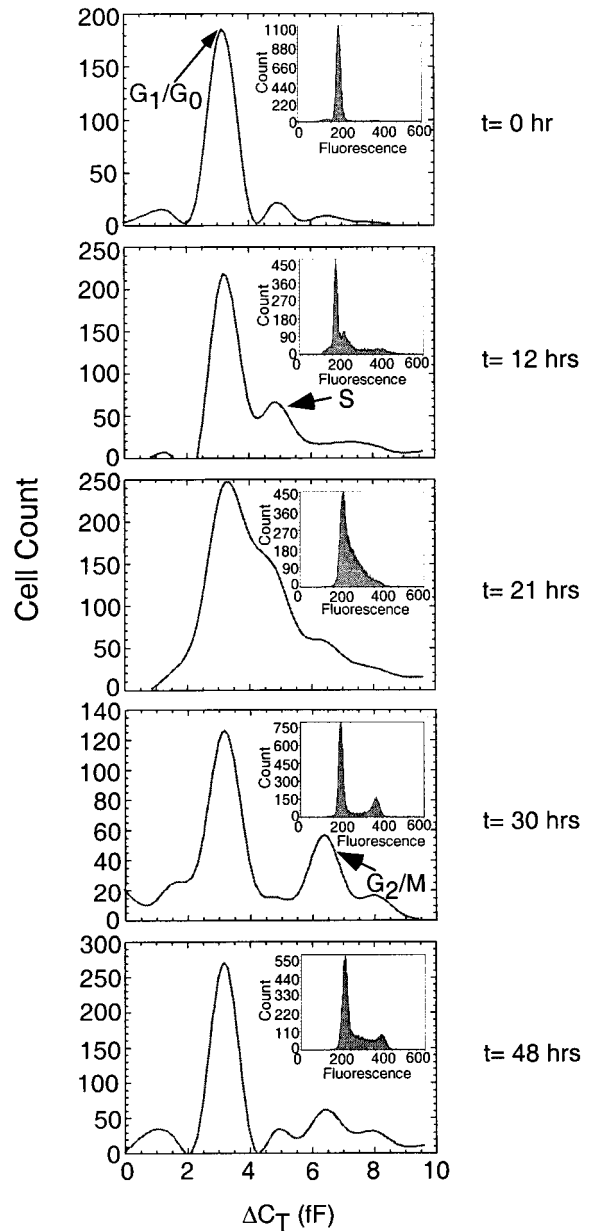 200
150
100
50
0
G1/G0
Count
1100
880
660
440
220
0
0 200 400 600
Fluorescence
t= 0 hr
250
200
150
100
50
0
S
Count
450
360
270
180
90
0
0 200 400 600
Fluorescence
t= 12 hrs
Cell Count
250
200
150
100
50
0
Count
450
360
270
180
90
0
0 200 400 600
Fluorescence
t= 21 hrs
140
120
100
80
60
40
20
0
G2/M
Count
750
600
450
300
150
0
0 200 400 600
Fluorescence
t= 30 hrs
300
250
200
150
100
50
0
Count
550
440
330
220
110
0
0 200 400 600
Fluorescence
t= 48 hrs
0 2 4 6 8 10
ΔCT (fF)